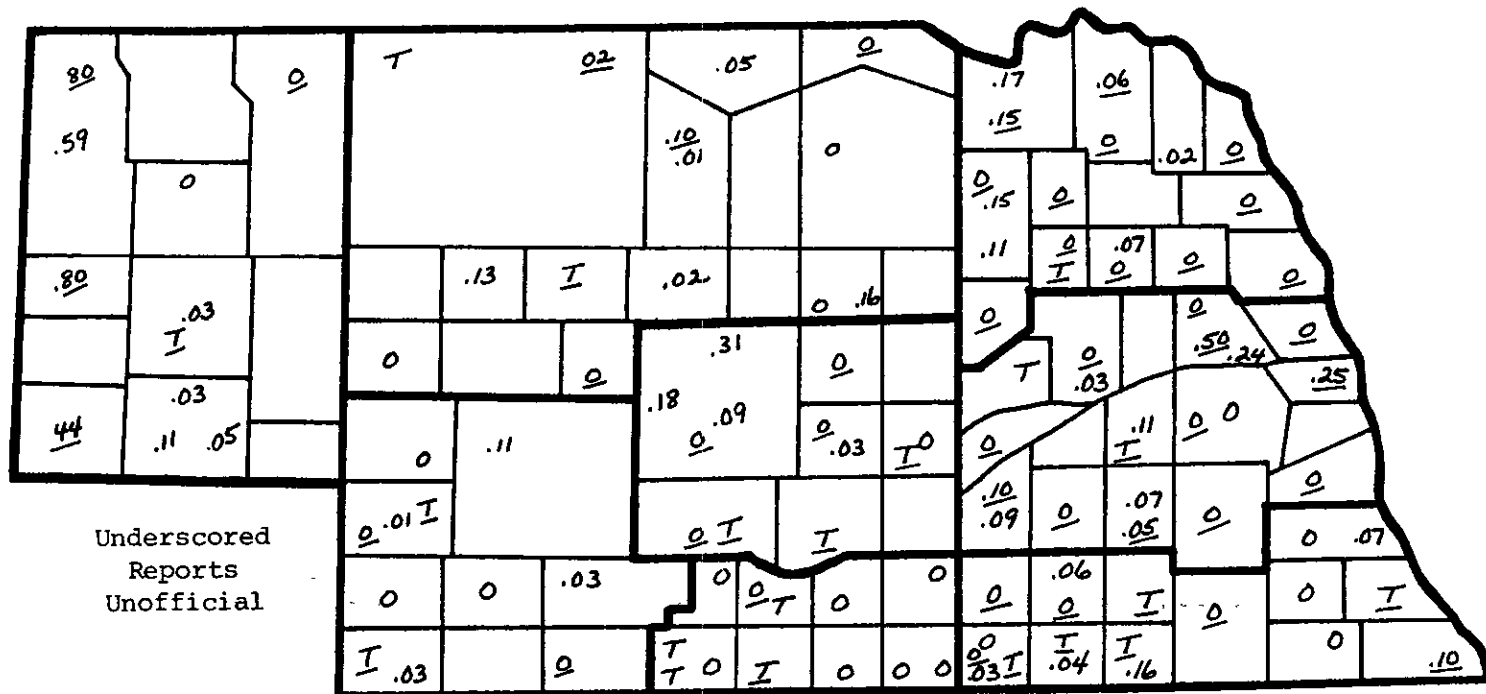 T 02 .05 0
80 0 .17 .06
.59 .15
.10 0 0 .02 0
.01
0 0 .15 0 0
.11 0 .07 0
T 0 0
.80 .13 T .02. 0 .16 0
.03 0 0 0
T .31 .50 .24
0 0 0 T 0 .25
.03
.03 .18 .09 0 .11 0 0
44 .11 .05 0 .11 0 .03 T 0 0 T
0 .10 0
0 .01 T .09 0 .07 0
.05
Underscored 0 T T 0 .07
Reports
Unofficial
0 0 .03 0 0 T 0 0 0 .06 T 0 0 T
0
T .03 0 T 0 T 0 0 0 0 T T 0
T 0 .03 T .04 .16 .10